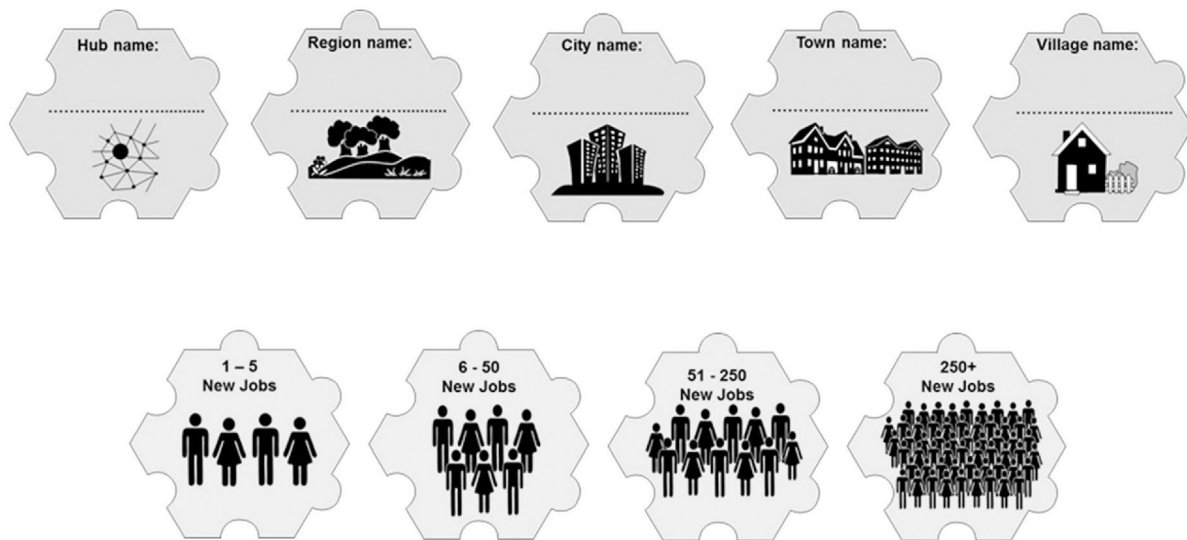 Hub name:
Region name:
City name:
Town name:
Village name:
1 – 5
New Jobs
6 - 50
New Jobs
51 - 250
New Jobs
250+
New Jobs